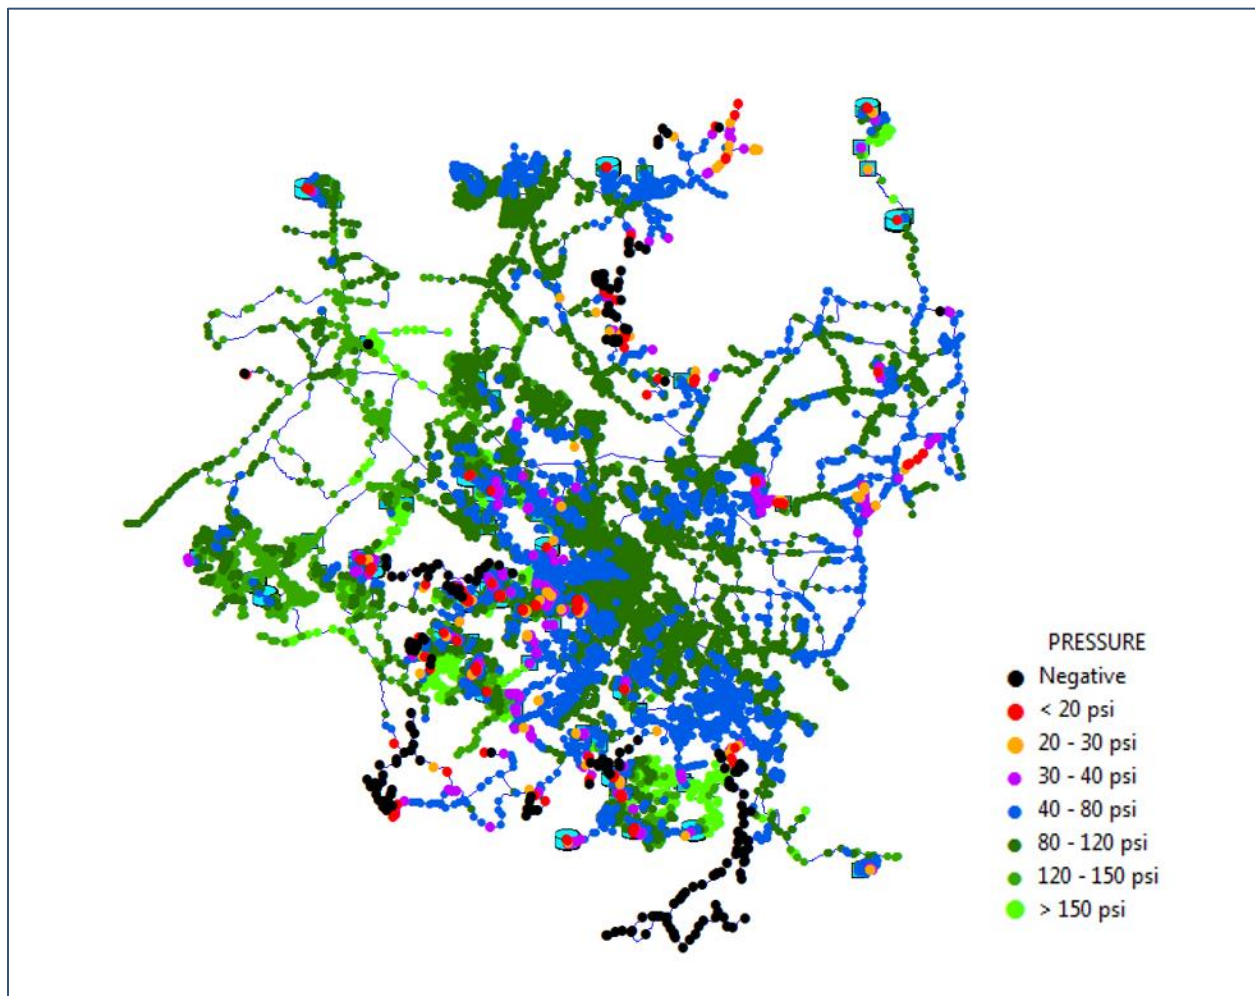 PRESSURE
Negative
< 20 psi
20 - 30 psi
30 - 40 psi
40 - 80 psi
80 - 120 psi
120 - 150 psi
> 150 psi